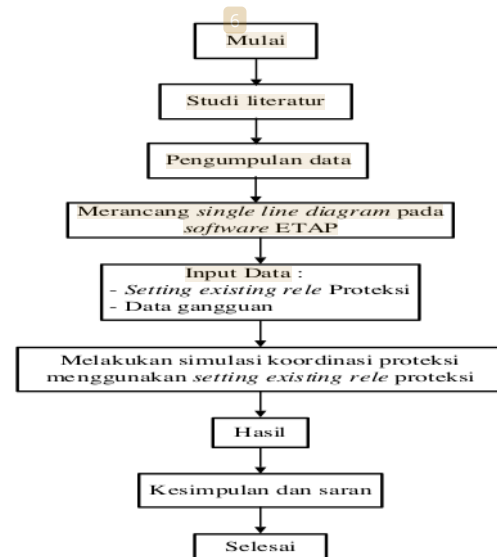 6
Mulai
Studi literatur
Pengumpulan data
Merancang single line diagram pada
software ETAP
Input Data :
- Setting existing rele Proteksi
- Data gangguan
Melakukan simulasi koordinasi proteksi
menggunakan setting existing rele proteksi
Hasil
Kesimpulan dan saran
Selesai